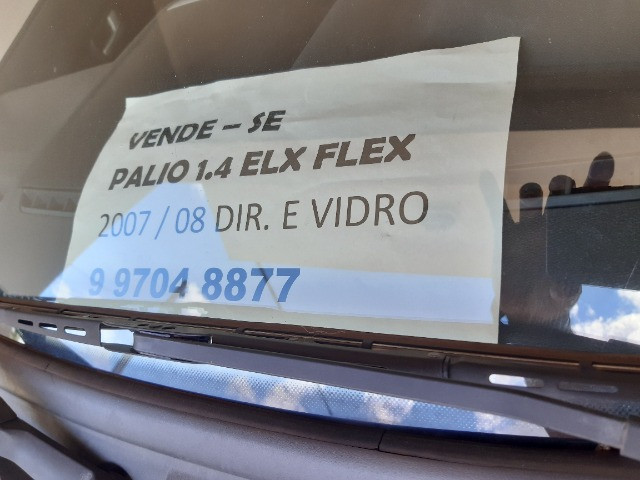 VENDE – SE
PALIO 1.4 ELX FLEX
2007 / 08 DIR. E VIDRO
9 9704 8877